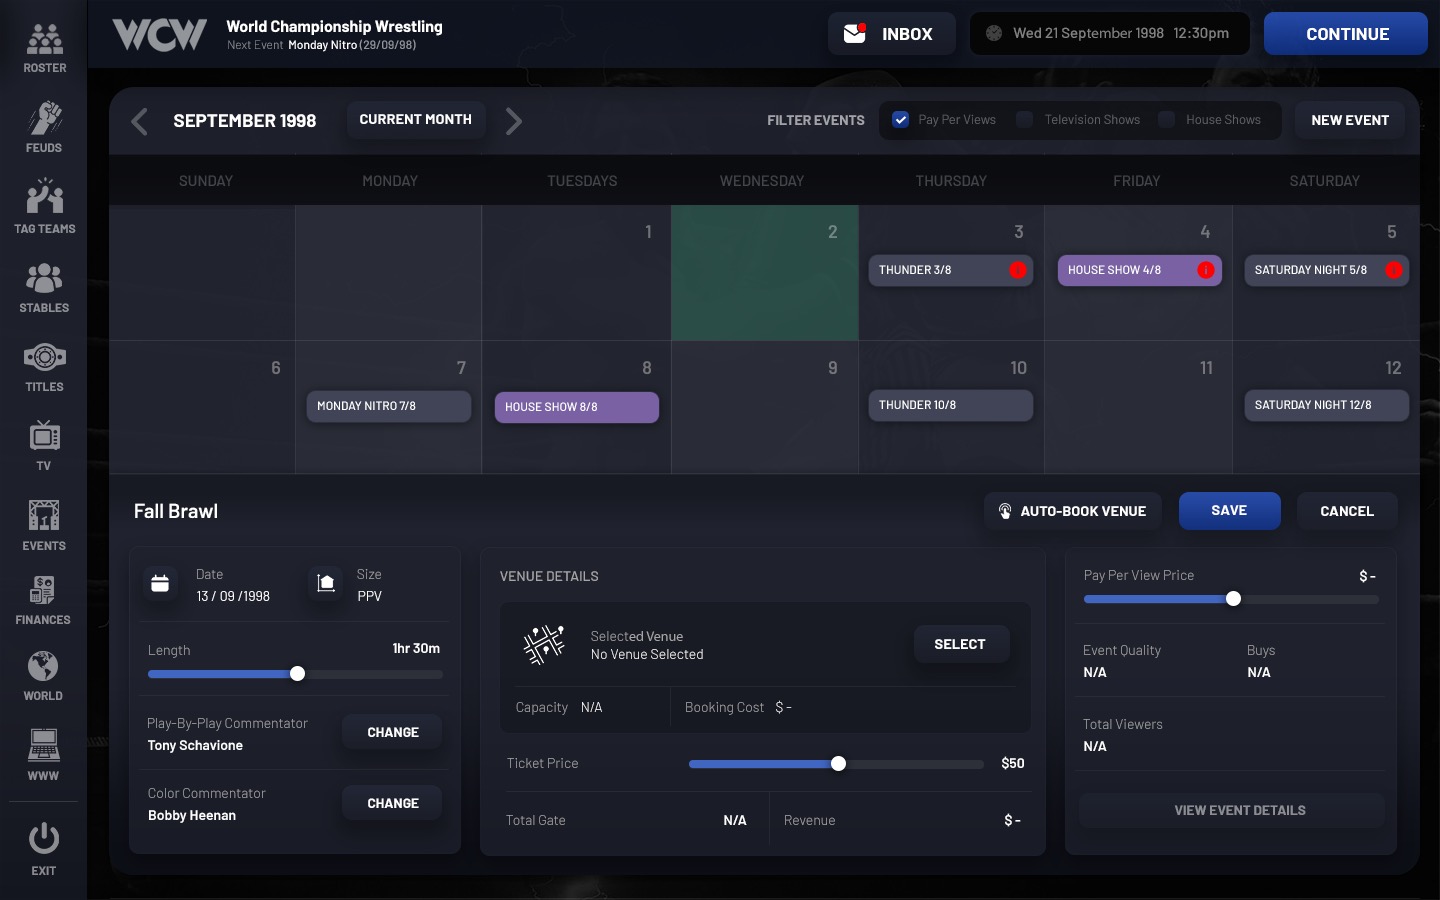 WCW
World Championship Wrestling
Next Event Monday Nitro (29/09/98)
INBOX
Wed 21 September 1998 12:30pm
CONTINUE
ROSTER
FEUDS
TAG TEAMS
STABLES
TITLES
TV
EVENTS
FINANCES
WORLD
WWW
EXIT
SEPTEMBER 1998
CURRENT MONTH
FILTER EVENTS
Pay Per Views
Television Shows
House Shows
NEW EVENT
SUNDAY MONDAY TUESDAYS WEDNESDAY THURSDAY FRIDAY SATURDAY
1 2 3 4 5
THUNDER 3/8
HOUSE SHOW 4/8
SATURDAY NIGHT 5/8
6 7 8 9 10 11 12
MONDAY NITRO 7/8
HOUSE SHOW 8/8
THUNDER 10/8
SATURDAY NIGHT 12/8
Fall Brawl
AUTO-BOOK VENUE
SAVE
CANCEL
Date
13 / 09 /1998
Size
PPV
Length 1hr 30m
Play-By-Play Commentator
Tony Schavione
CHANGE
Color Commentator
Bobby Heenan
CHANGE
VENUE DETAILS
Selected Venue
No Venue Selected
SELECT
Capacity N/A
Booking Cost $ -
Ticket Price $50
Total Gate N/A
Revenue $ -
Pay Per View Price $ -
Event Quality
N/A
Buys
N/A
Total Viewers
N/A
VIEW EVENT DETAILS